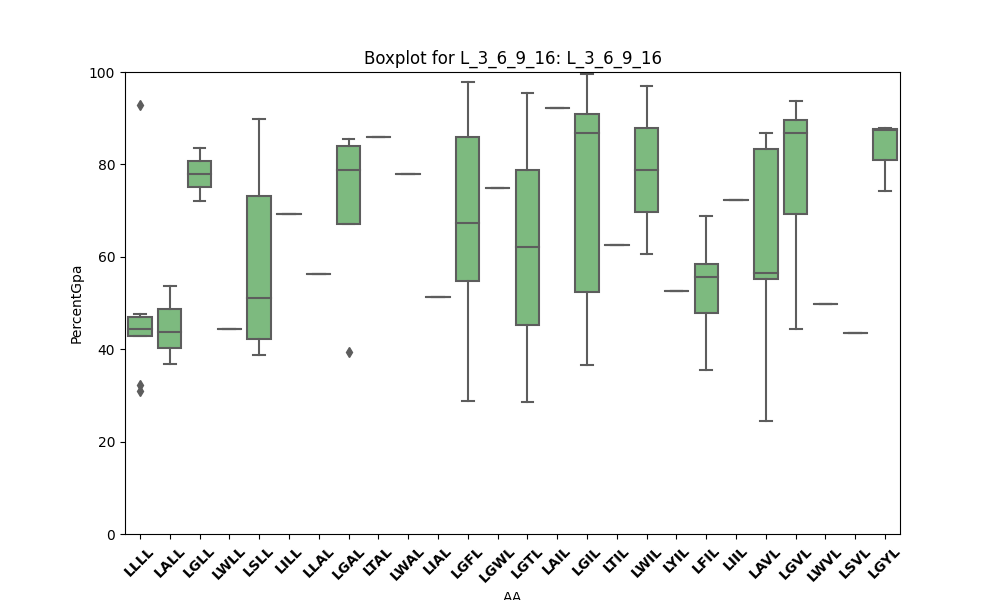 Boxplot for L_3_6_9_16: L_3_6_9_16
100
80
60
40
20
0
PercentGpa
LLLL LALL LGLL LWLL LSLL LILL LLAL LGAL LTAL LWAL LIAL LGFL LGWL LGTL LAIL LGIL LTIL LWIL LYIL LFIL LIIL LAVL LGVL LWVL LSVL LGYL
AA